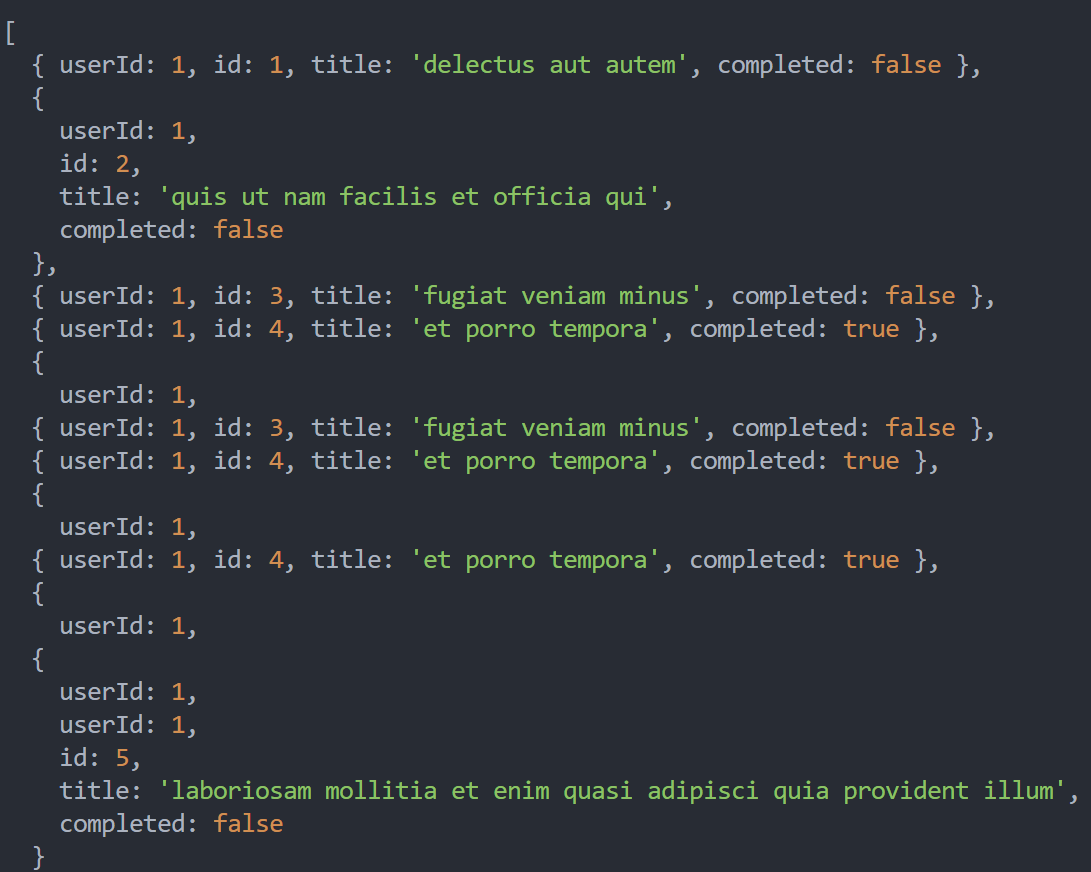 [
  { userId: 1, id: 1, title: 'delectus aut autem', completed: false },
  {
    userId: 1,
    id: 2,
    title: 'quis ut nam facilis et officia qui',
    completed: false
  },
  { userId: 1, id: 3, title: 'fugiat veniam minus', completed: false },
  { userId: 1, id: 4, title: 'et porro tempora', completed: true },
  {
    userId: 1,
  { userId: 1, id: 3, title: 'fugiat veniam minus', completed: false },
  { userId: 1, id: 4, title: 'et porro tempora', completed: true },
  {
    userId: 1,
  { userId: 1, id: 4, title: 'et porro tempora', completed: true },
  {
    userId: 1,
  {
    userId: 1,
    userId: 1,
    id: 5,
    title: 'laboriosam mollitia et enim quasi adipisci quia provident illum',
    completed: false
  }